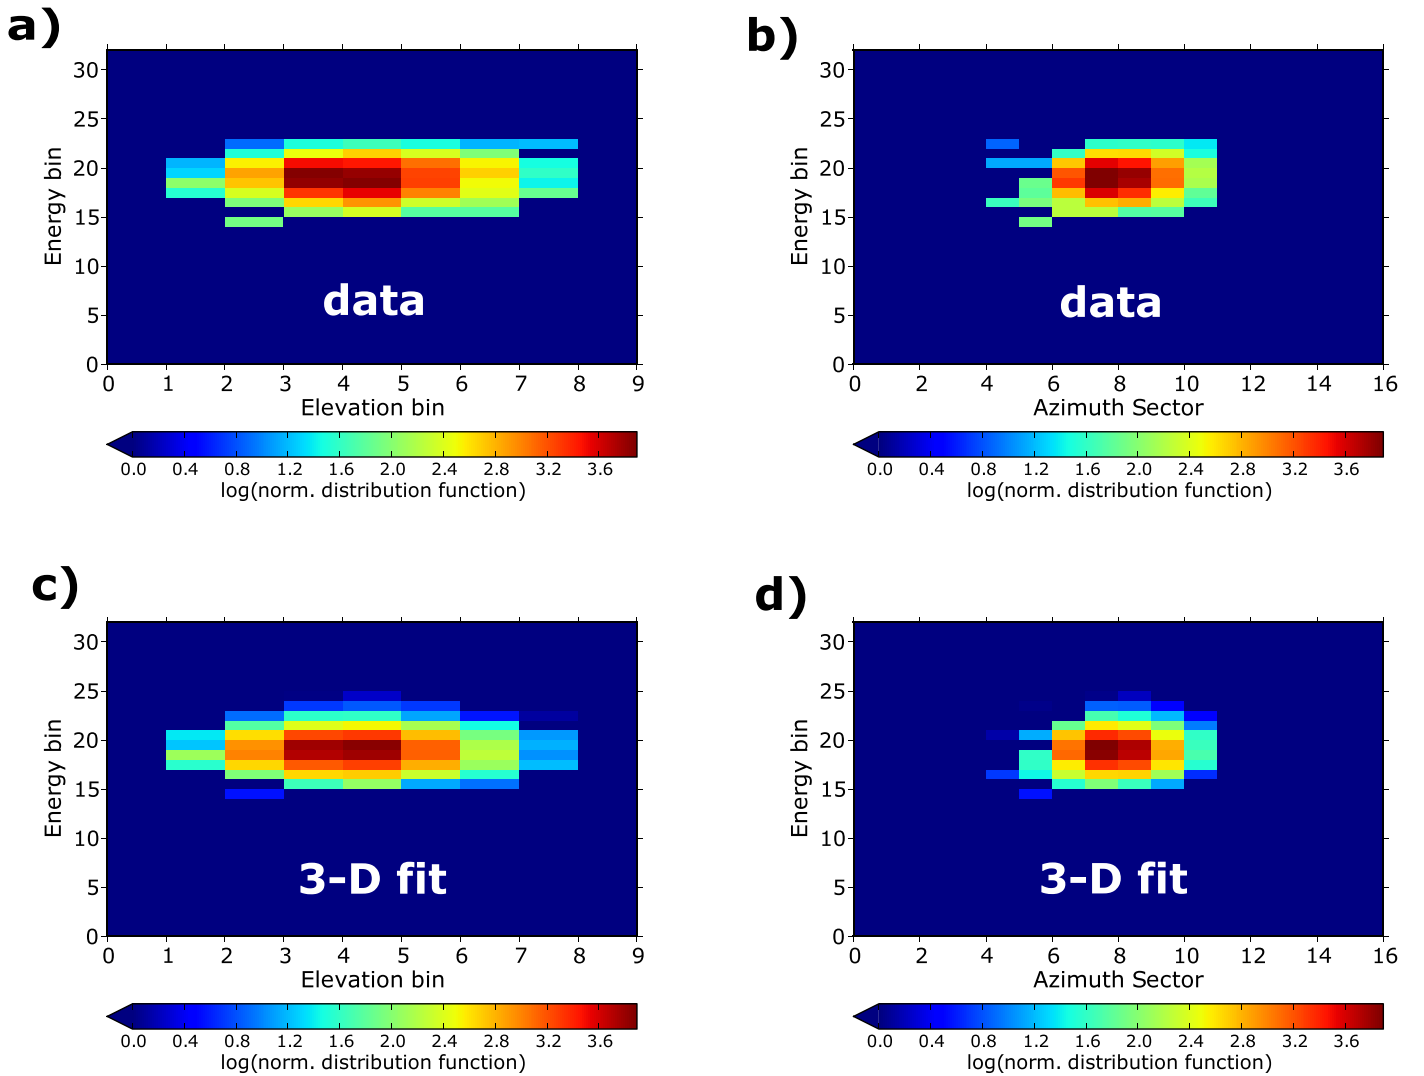 a)
30
25
20
15
10
5
0
Energy bin
data
0 1 2 3 4 5 6 7 8 9
Elevation bin
0.0 0.4 0.8 1.2 1.6 2.0 2.4 2.8 3.2 3.6
log(norm. distribution function)
b)
30
25
20
15
10
5
0
Energy bin
data
0 2 4 6 8 10 12 14 16
Azimuth Sector
0.0 0.4 0.8 1.2 1.6 2.0 2.4 2.8 3.2 3.6
log(norm. distribution function)
c)
30
25
20
15
10
5
0
Energy bin
3-D fit
0 1 2 3 4 5 6 7 8 9
Elevation bin
0.0 0.4 0.8 1.2 1.6 2.0 2.4 2.8 3.2 3.6
log(norm. distribution function)
d)
30
25
20
15
10
5
0
Energy bin
3-D fit
0 2 4 6 8 10 12 14 16
Azimuth Sector
0.0 0.4 0.8 1.2 1.6 2.0 2.4 2.8 3.2 3.6
log(norm. distribution function)